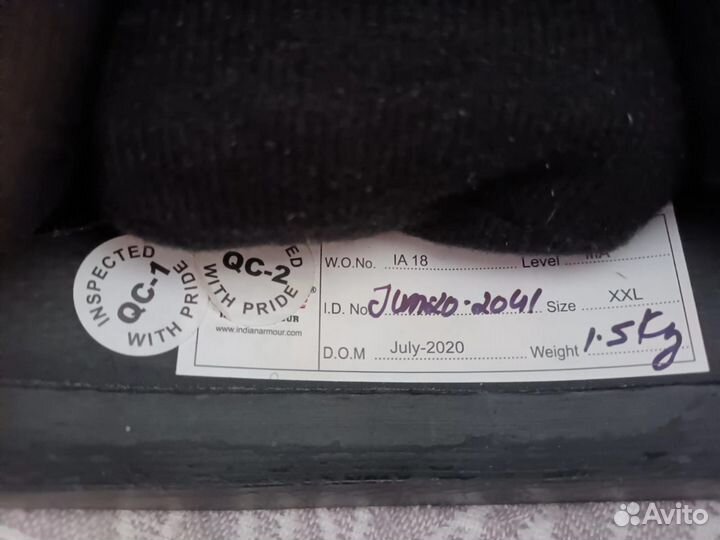 INSPECTED
QC-1
WITH PRIDE
QC-2
WITH PRIDE
www.indianarmour.com
W.O.No. IA 18 Level
I.D. No Size XXL
D.O.M July-2020 Weight 1.5Kg
Avito